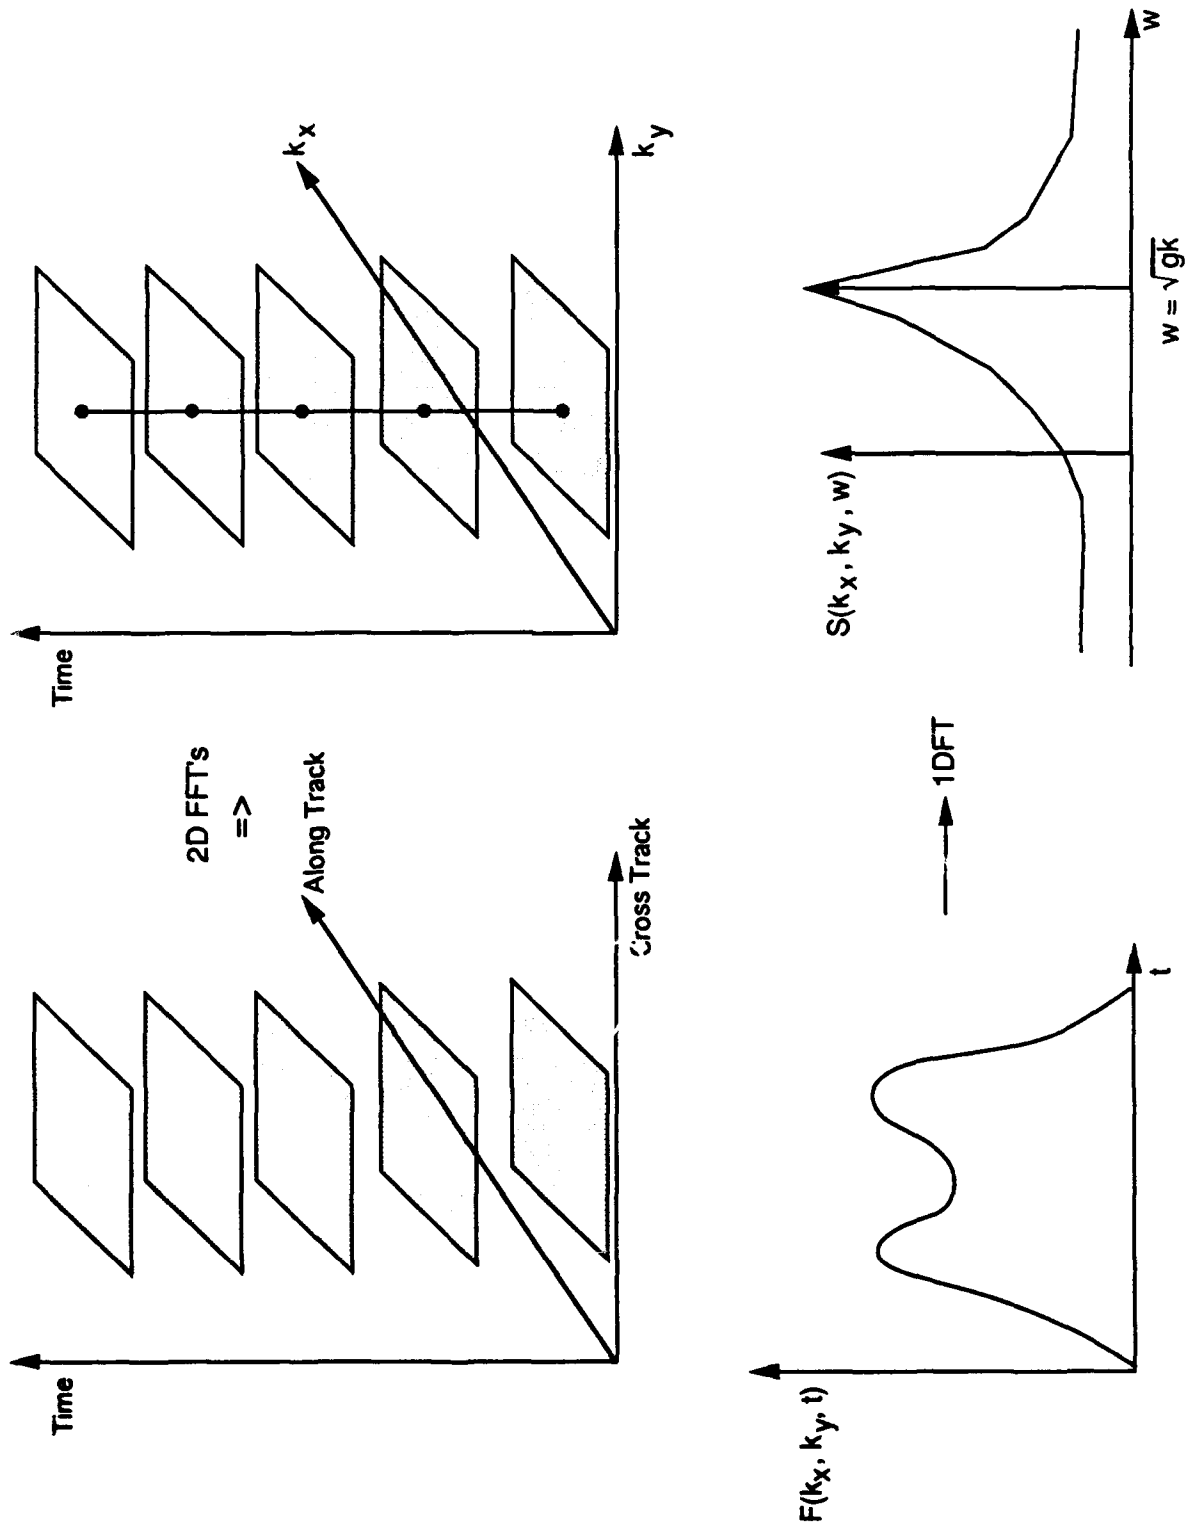 Time
Along Track
Cross Track
2D FFT's
=>
Time
k_x
k_y
F(k_x, k_y, t)
t
1DFT
S(k_x, k_y, w)
w
w = √gk